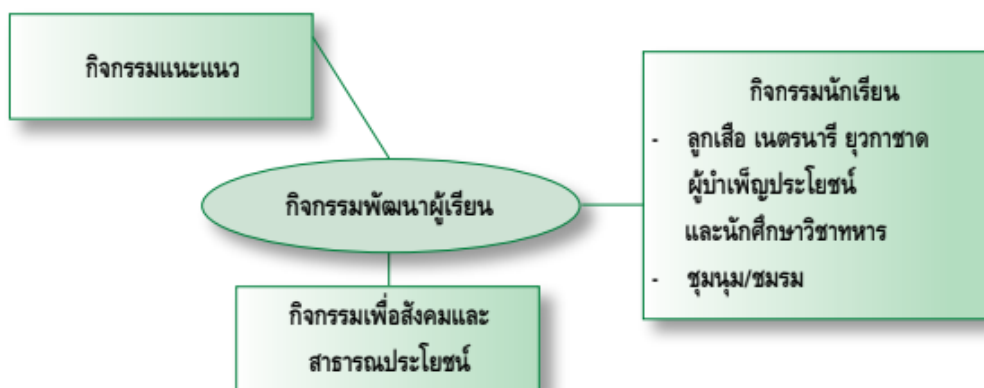 กิจกรรมแนะแนว
กิจกรรมนักเรียน
- ลูกเสือ เนตรนารี ยุวกาชาด
ผู้บำเพ็ญประโยชน์
และนักศึกษาวิชาทหาร
- ชุมนุม/ชมรม
กิจกรรมพัฒนาผู้เรียน
กิจกรรมเพื่อสังคมและ
สาธารณประโยชน์